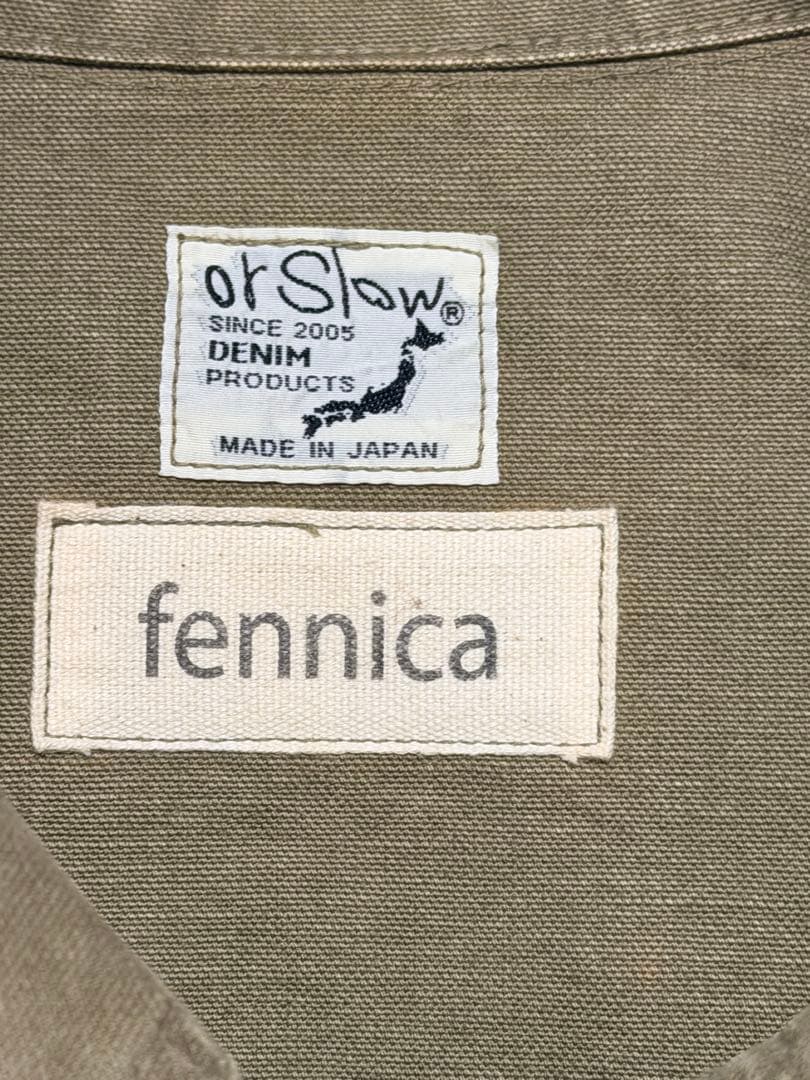 orSlow®
SINCE 2005
DENIM
PRODUCTS
MADE IN JAPAN
fennica